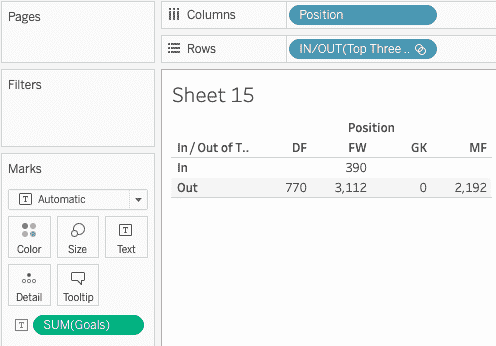 Pages
Columns
Position
Rows
IN/OUT(Top Three ..
Filters
Sheet 15
Position
In / Out of T.. DF FW GK MF
In 390
Out 770 3,112 0 2,192
Marks
T Automatic
Color Size T Text
Detail Tooltip
T SUM(Goals)